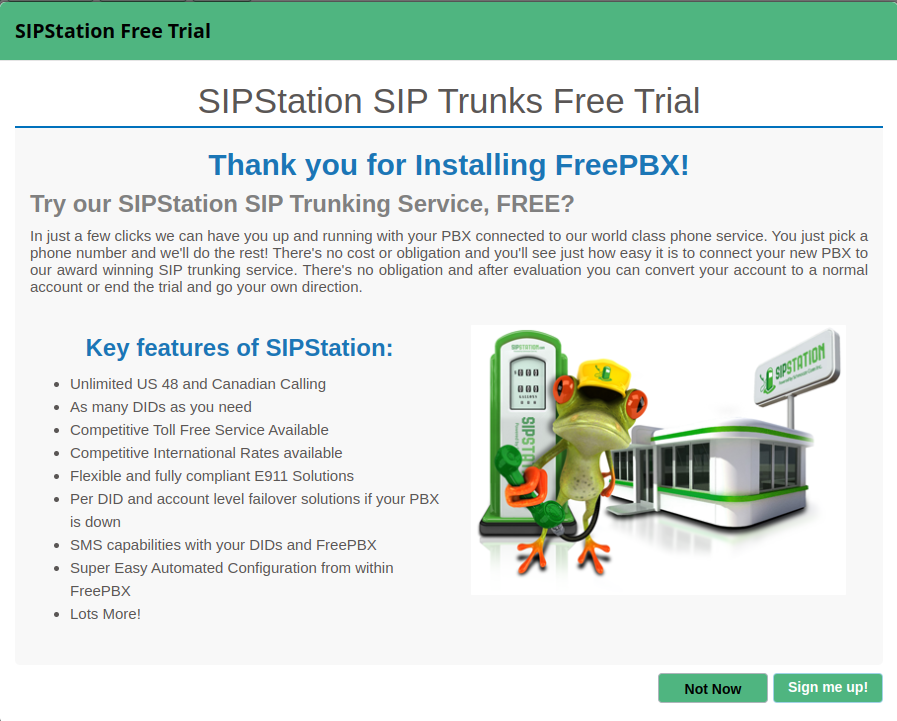 SIPStation Free Trial
SIPStation SIP Trunks Free Trial
Thank you for Installing FreePBX!
Try our SIPStation SIP Trunking Service, FREE?
In just a few clicks we can have you up and running with your PBX connected to our world class phone service. You just pick a
phone number and we'll do the rest! There's no cost or obligation and you'll see just how easy it is to connect your new PBX to
our award winning SIP trunking service. There's no obligation and after evaluation you can convert your account to a normal
account or end the trial and go your own direction.
Key features of SIPStation:
Unlimited US 48 and Canadian Calling
As many DIDs as you need
Competitive Toll Free Service Available
Competitive International Rates available
Flexible and fully compliant E911 Solutions
Per DID and account level failover solutions if your PBX
is down
SMS capabilities with your DIDs and FreePBX
Super Easy Automated Configuration from within
FreePBX
Lots More!
SIPSTATION
000
000
SIPSTAT
SIPSTATION
Not Now
Sign me up!